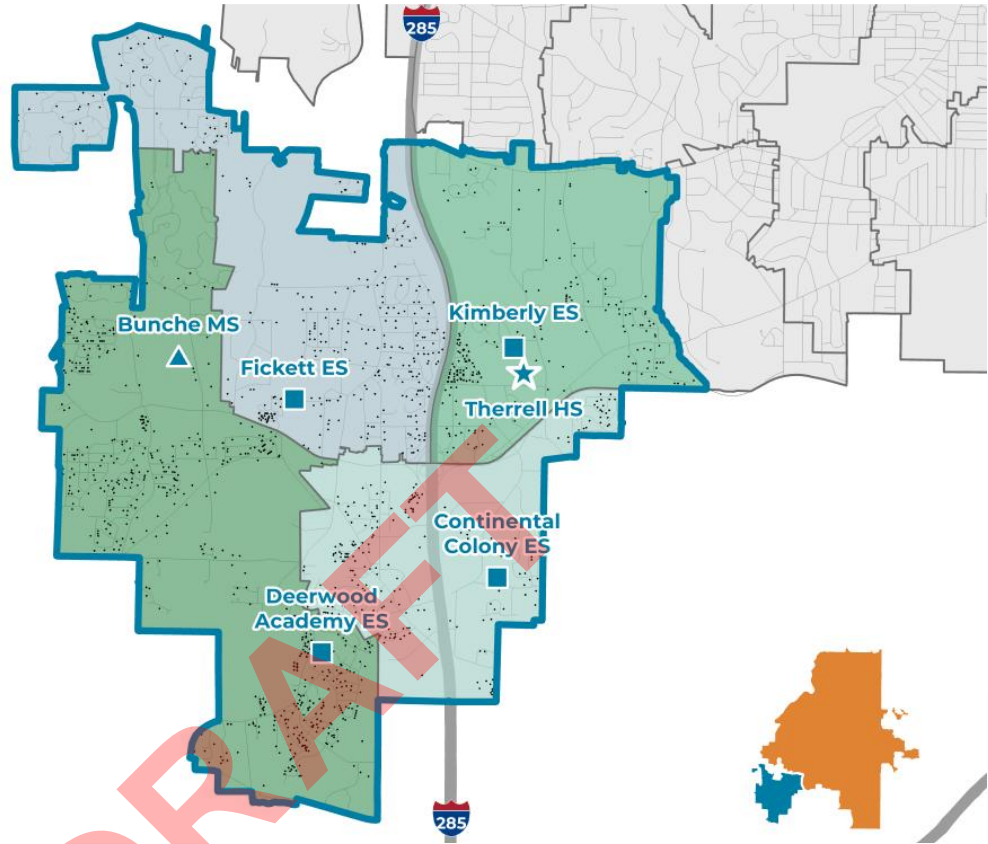 285
Kimberly ES
Bunche MS
Fickett ES
Therrell HS
Continental
Colony ES
Deerwood
Academy ES
DRAFT
285